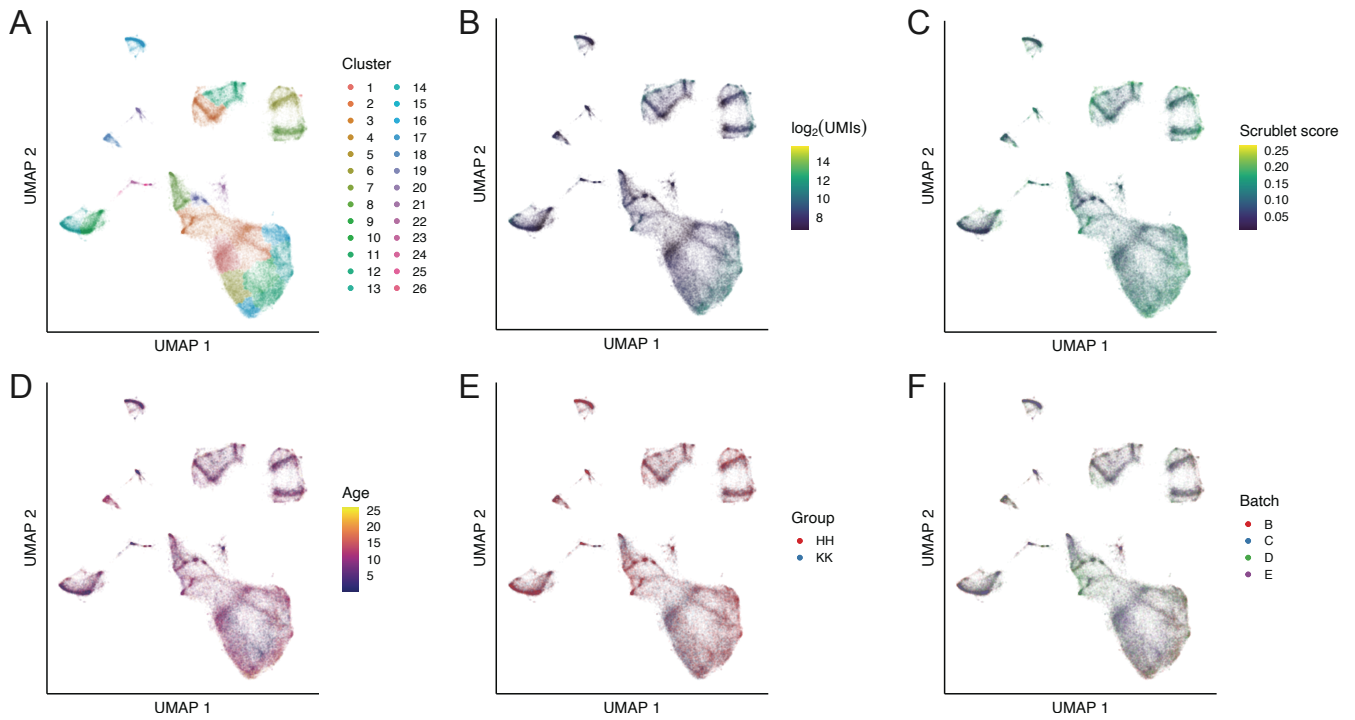 A
UMAP 2
UMAP 1
Cluster
1 14
2 15
3 16
4 17
5 18
6 19
7 20
8 21
9 22
10 23
11 24
12 25
13 26
B
UMAP 2
UMAP 1
log₂(UMIs)
14
12
10
8
C
UMAP 2
UMAP 1
Scrublet score
0.25
0.20
0.15
0.10
0.05
D
UMAP 2
UMAP 1
Age
25
20
15
10
5
E
UMAP 2
UMAP 1
Group
HH
KK
F
UMAP 2
UMAP 1
Batch
B
C
D
E